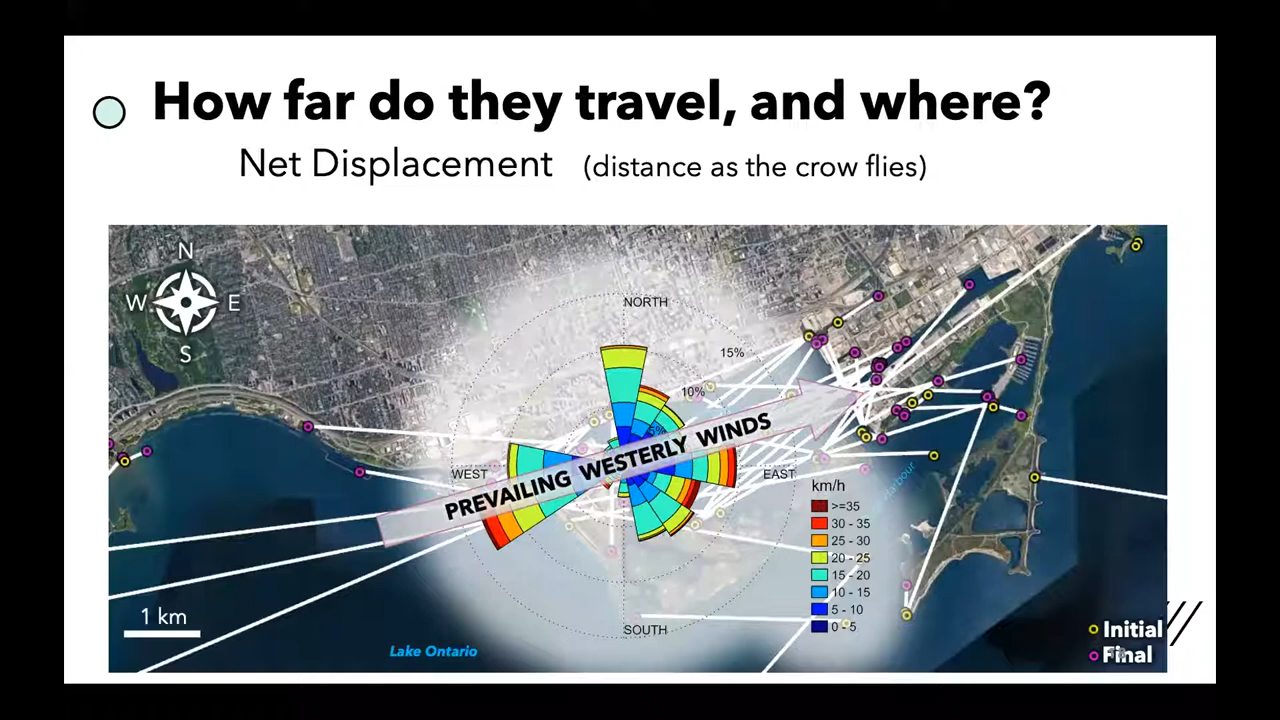 How far do they travel, and where?
Net Displacement (distance as the crow flies)
N
W E
S
NORTH
15%
10%
5%
PREVAILING WESTERLY WINDS
WEST
EAST
km/h
>=35
30 - 35
25 - 30
20 - 25
15 - 20
10 - 15
5 - 10
0 - 5
SOUTH
1 km
Lake Ontario
Initial
Final